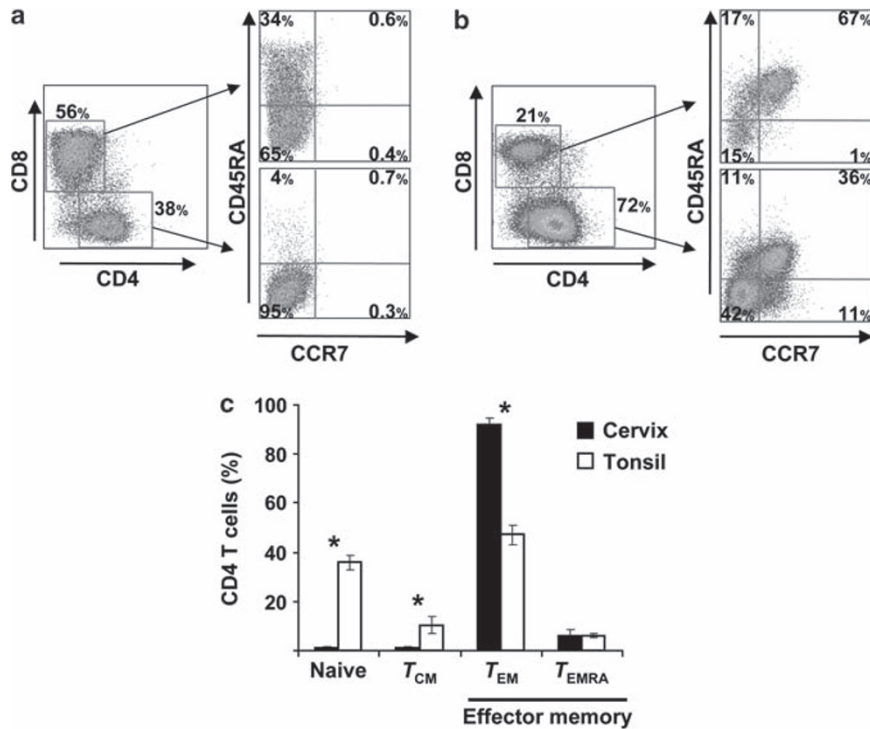 a
34%
0.6%
b
17%
67%
56%
21%
CD8
CD45RA
65%
0.4%
CD8
CD45RA
15%
1%
4%
0.7%
11%
36%
38%
72%
CD4
CD4
95%
0.3%
42%
11%
CCR7
CCR7
c
100
80
60
40
20
CD4 T cells (%)
*
*
*
Cervix
Tonsil
Naive
TCM
TEM
TEMRA
Effector memory